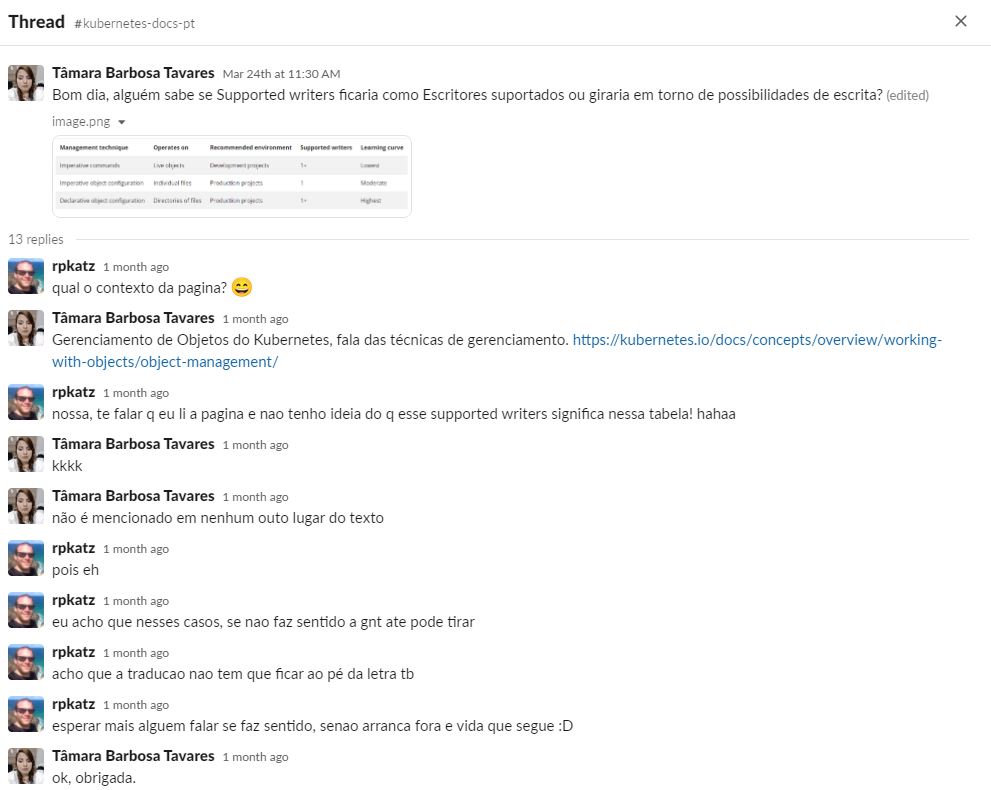 Thread #kubernetes-docs-pt
Tâmara Barbosa Tavares Mar 24th at 11:30 AM
Bom dia, alguém sabe se Supported writers ficaria como Escritores suportados ou giraria em torno de possibilidades de escrita? (edited)
image.png
Management technique Operates on Recommended environment Supported writers Learning curve
Imperative commands Live objects Development projects 1+ Lowest
Imperative object configuration Individual files Production projects 1 Moderate
Declarative object configuration Directories of files Production projects 1+ Highest
13 replies
rpkatz 1 month ago
qual o contexto da pagina? 😄
Tâmara Barbosa Tavares 1 month ago
Gerenciamento de Objetos do Kubernetes, fala das técnicas de gerenciamento. https://kubernetes.io/docs/concepts/overview/working-
with-objects/object-management/
rpkatz 1 month ago
nossa, te falar q eu li a pagina e nao tenho ideia do q esse supported writers significa nessa tabela! hahaa
Tâmara Barbosa Tavares 1 month ago
kkkk
Tâmara Barbosa Tavares 1 month ago
não é mencionado em nenhum outo lugar do texto
rpkatz 1 month ago
pois eh
rpkatz 1 month ago
eu acho que nesses casos, se nao faz sentido a gnt ate pode tirar
rpkatz 1 month ago
acho que a traducao nao tem que ficar ao pé da letra tb
rpkatz 1 month ago
esperar mais alguem falar se faz sentido, senao arranca fora e vida que segue :D
Tâmara Barbosa Tavares 1 month ago
ok, obrigada.